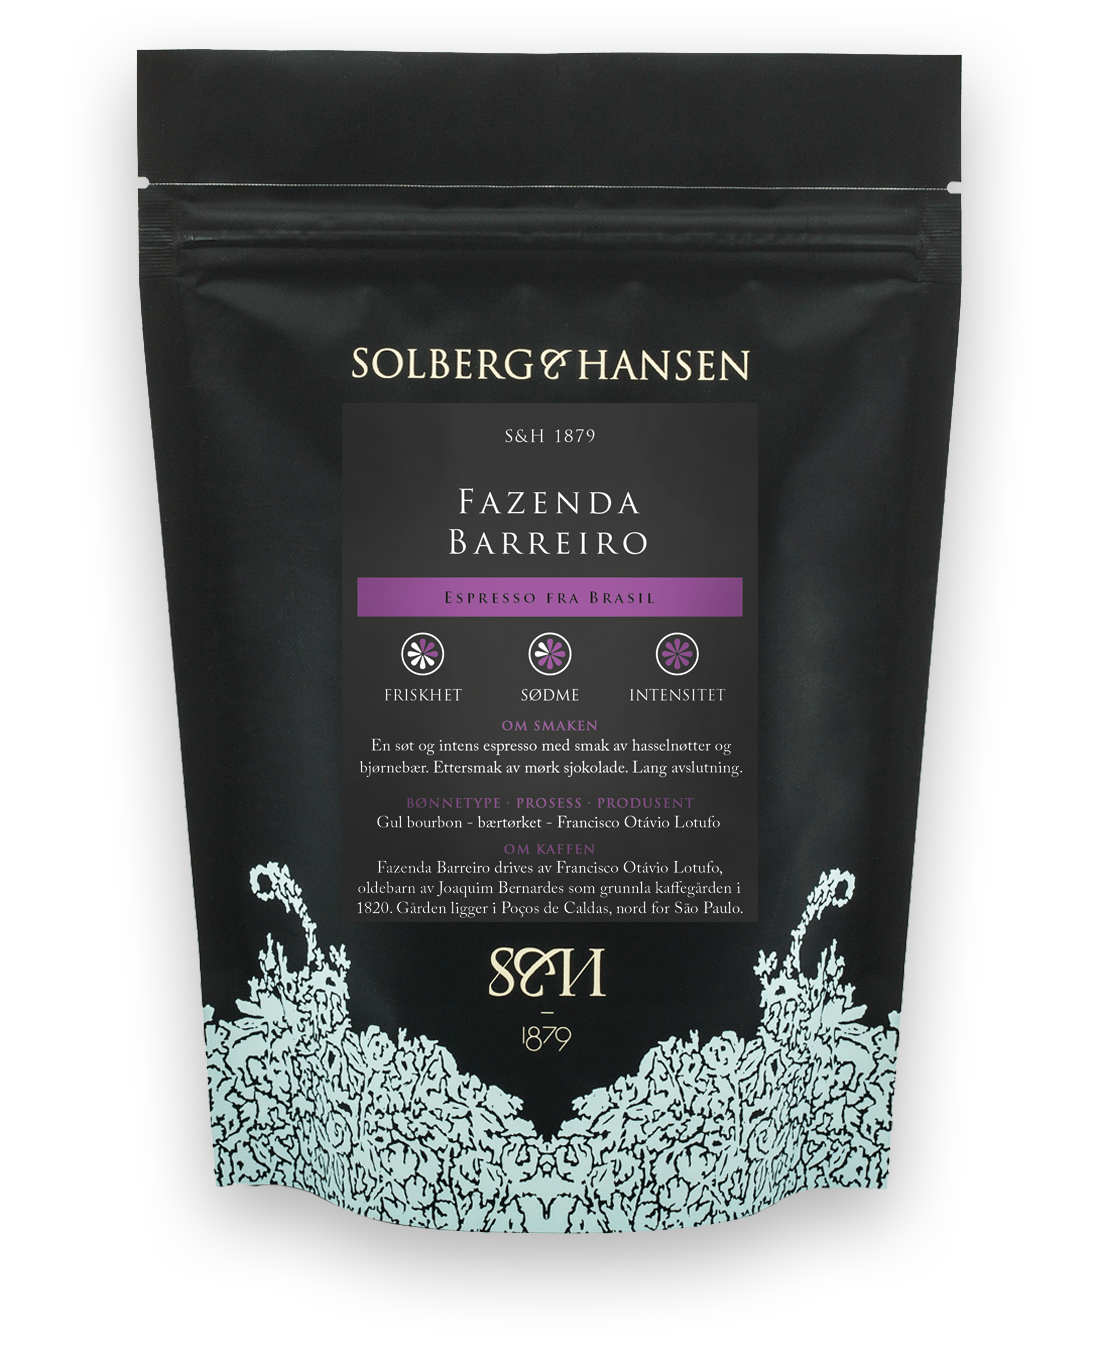 SOLBERG & HANSEN
S&H 1879
FAZENDA
BARREIRO
ESPRESSO FRA BRASIL
FRISKHET SØDME INTENSITET
OM SMAKEN
En søt og intens espresso med smak av hasselnøtter og
bjørnebær. Ettersmak av mørk sjokolade. Lang avslutning.
BØNNETYPE · PROSESS · PRODUSENT
Gul bourbon - bærtørket - Francisco Otávio Lotufo
OM KAFFEN
Fazenda Barreiro drives av Francisco Otávio Lotufo,
oldebarn av Joaquim Bernardes som grunnla kaffegården i
1820. Gården ligger i Poços de Caldas, nord for São Paulo.
S&H
1879